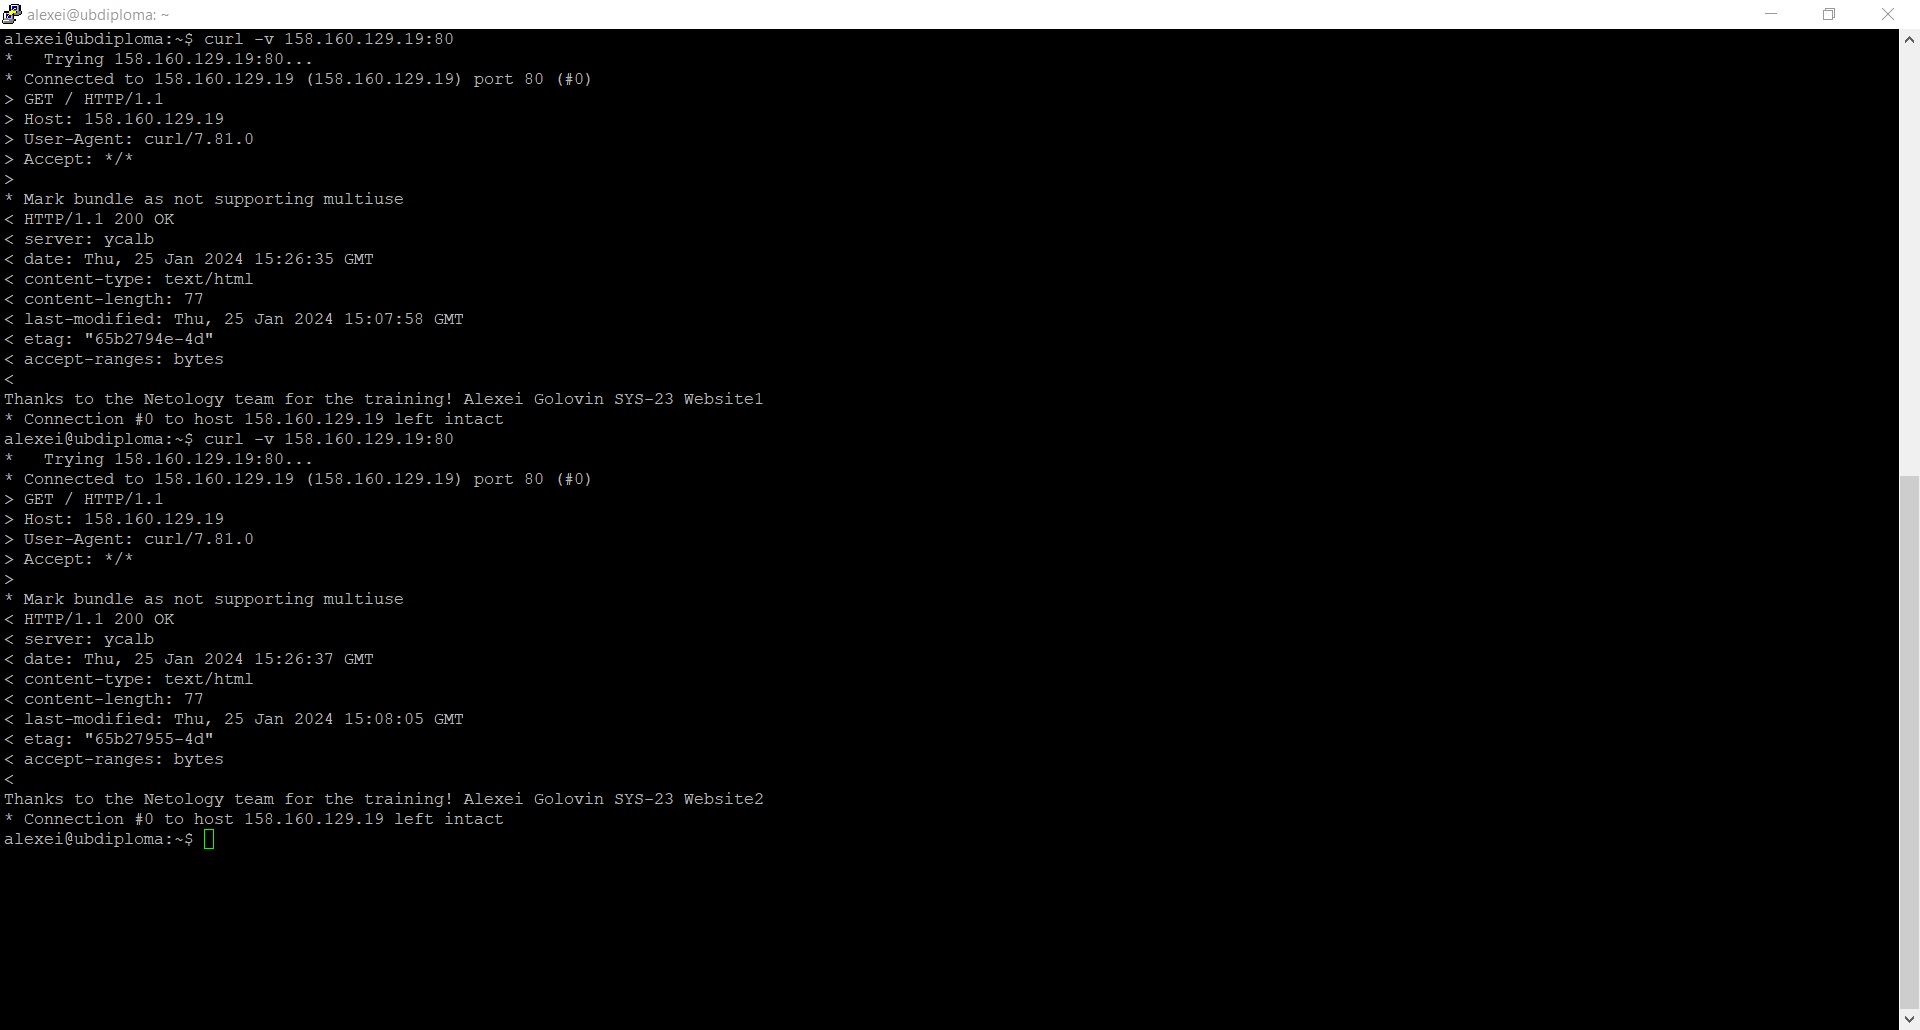 alexei@ubdiploma: ~
alexei@ubdiploma:~$ curl -v 158.160.129.19:80
*   Trying 158.160.129.19:80...
* Connected to 158.160.129.19 (158.160.129.19) port 80 (#0)
> GET / HTTP/1.1
> Host: 158.160.129.19
> User-Agent: curl/7.81.0
> Accept: */*
>
* Mark bundle as not supporting multiuse
< HTTP/1.1 200 OK
< server: ycalb
< date: Thu, 25 Jan 2024 15:26:35 GMT
< content-type: text/html
< content-length: 77
< last-modified: Thu, 25 Jan 2024 15:07:58 GMT
< etag: "65b2794e-4d"
< accept-ranges: bytes
<
Thanks to the Netology team for the training! Alexei Golovin SYS-23 Website1
* Connection #0 to host 158.160.129.19 left intact
alexei@ubdiploma:~$ curl -v 158.160.129.19:80
*   Trying 158.160.129.19:80...
* Connected to 158.160.129.19 (158.160.129.19) port 80 (#0)
> GET / HTTP/1.1
> Host: 158.160.129.19
> User-Agent: curl/7.81.0
> Accept: */*
>
* Mark bundle as not supporting multiuse
< HTTP/1.1 200 OK
< server: ycalb
< date: Thu, 25 Jan 2024 15:26:37 GMT
< content-type: text/html
< content-length: 77
< last-modified: Thu, 25 Jan 2024 15:08:05 GMT
< etag: "65b27955-4d"
< accept-ranges: bytes
<
Thanks to the Netology team for the training! Alexei Golovin SYS-23 Website2
* Connection #0 to host 158.160.129.19 left intact
alexei@ubdiploma:~$